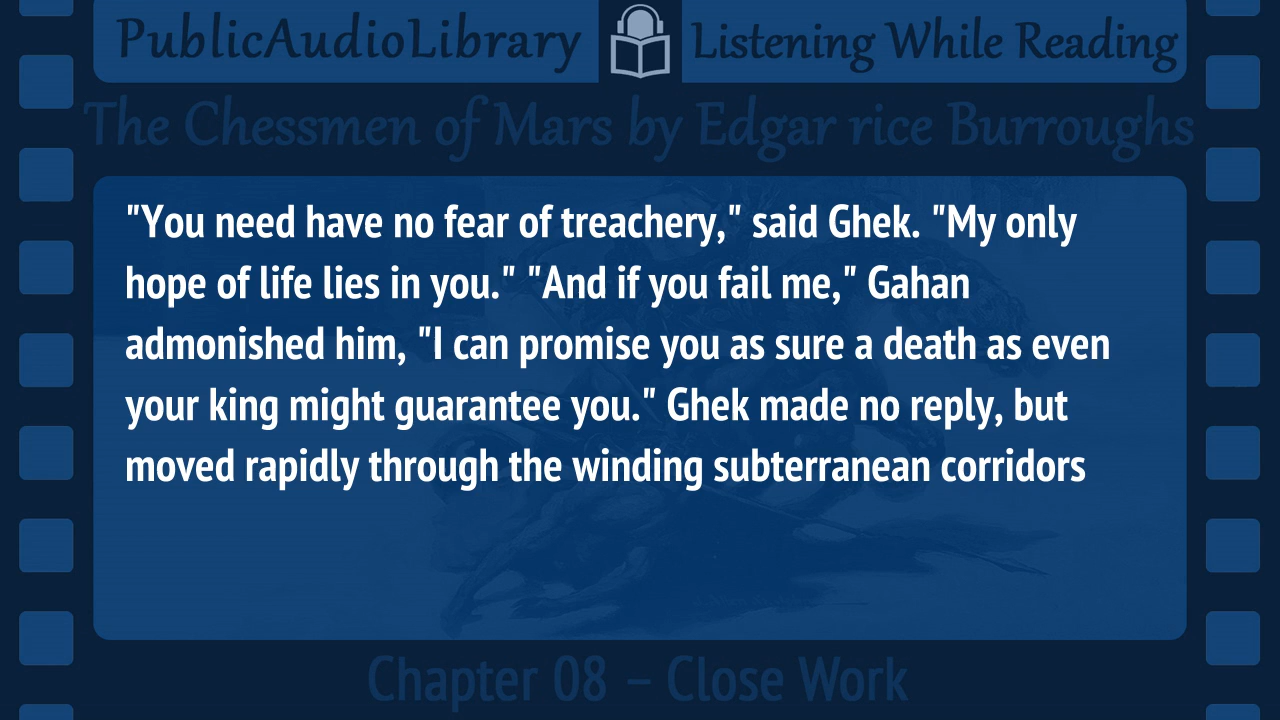 PublicAudioLibrary Listening While Reading
The Chessmen of Mars by Edgar rice Burroughs
"You need have no fear of treachery," said Ghek. "My only
hope of life lies in you." "And if you fail me," Gahan
admonished him, "I can promise you as sure a death as even
your king might guarantee you." Ghek made no reply, but
moved rapidly through the winding subterranean corridors
Chapter 08 – Close Work